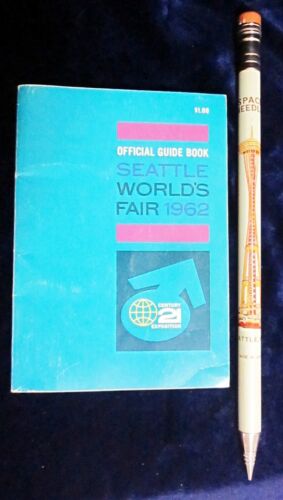 $1.00
OFFICIAL GUIDE BOOK
SEATTLE
WORLD'S
FAIR 1962
CENTURY
21
EXPOSITION
SPACE
NEEDLE